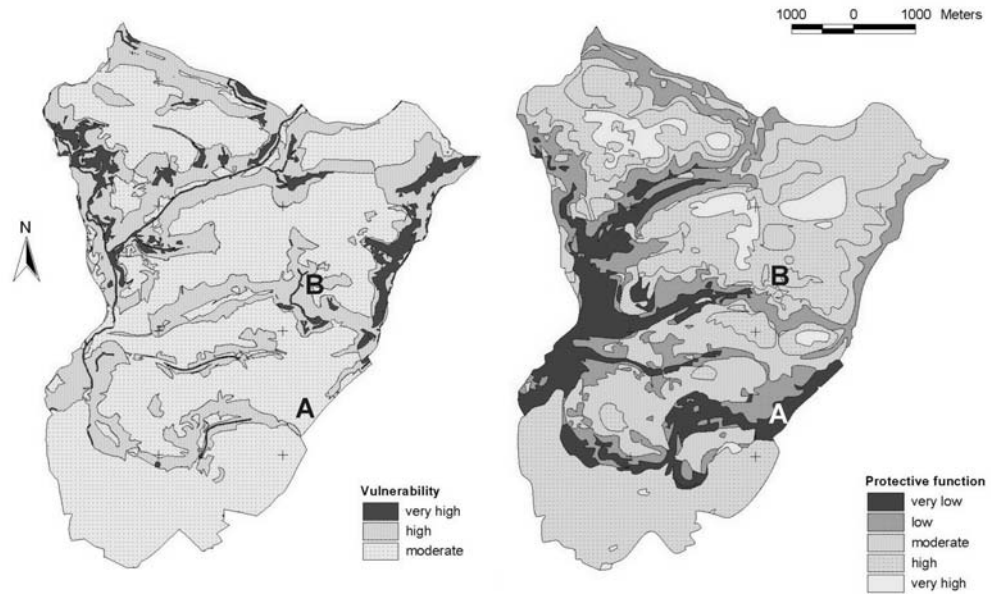 1000 0 1000 Meters
N
B
A
Vulnerability
very high
high
moderate
B
A
Protective function
very low
low
moderate
high
very high